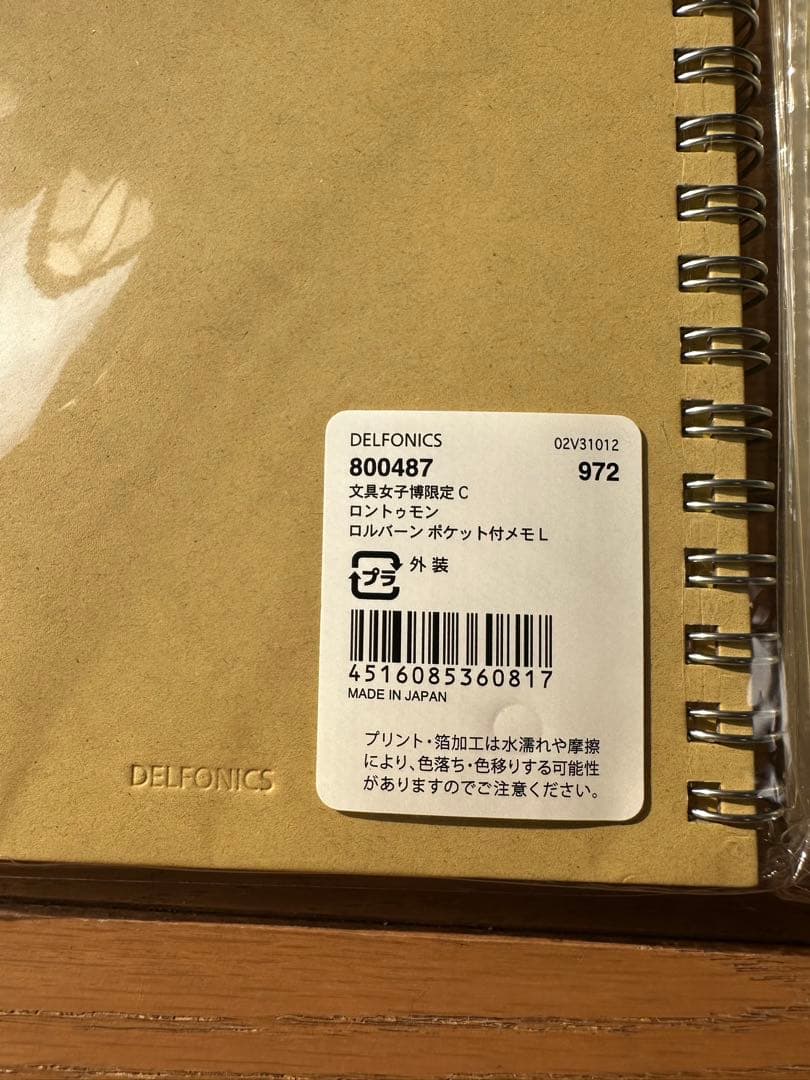 DELFONICS 02V31012
800487 972
文具女子博限定 C
ロントゥモン
ロルバーン ポケット付メモ L
プラ 外装
4516085360817
MADE IN JAPAN
プリント・箔加工は水濡れや摩擦
により、色落ち・色移りする可能性
がありますのでご注意ください。
DELFONICS